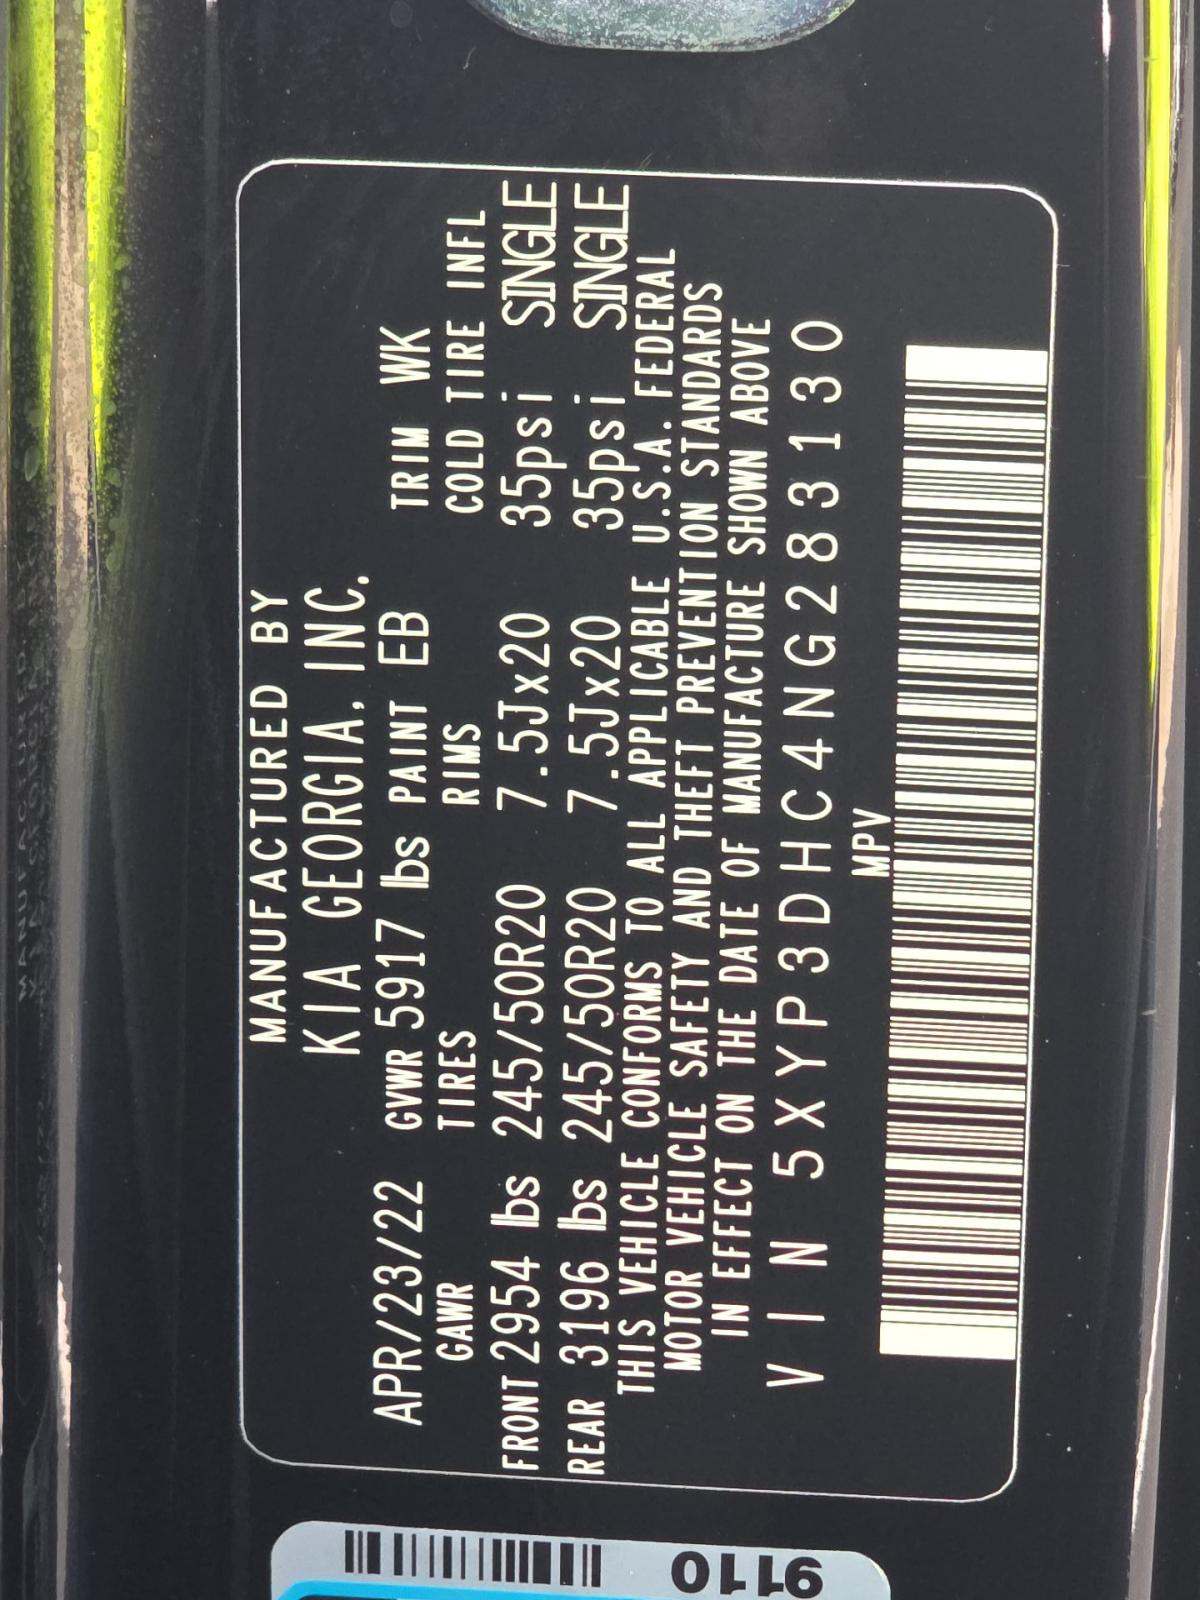 MANUFACTURED BY
KIA GEORGIA, INC.
APR/23/22 GVWR 5917 lbs PAINT EB TRIM WK
GAWR TIRES RIMS COLD TIRE INFL
FRONT 2954 lbs 245/50R20 7.5Jx20 35psi SINGLE
REAR 3196 lbs 245/50R20 7.5Jx20 35psi SINGLE
THIS VEHICLE CONFORMS TO ALL APPLICABLE U.S.A. FEDERAL
MOTOR VEHICLE SAFETY AND THEFT PREVENTION STANDARDS
IN EFFECT ON THE DATE OF MANUFACTURE SHOWN ABOVE
VIN 5XYP3DHC4NG283130
MPV
9110